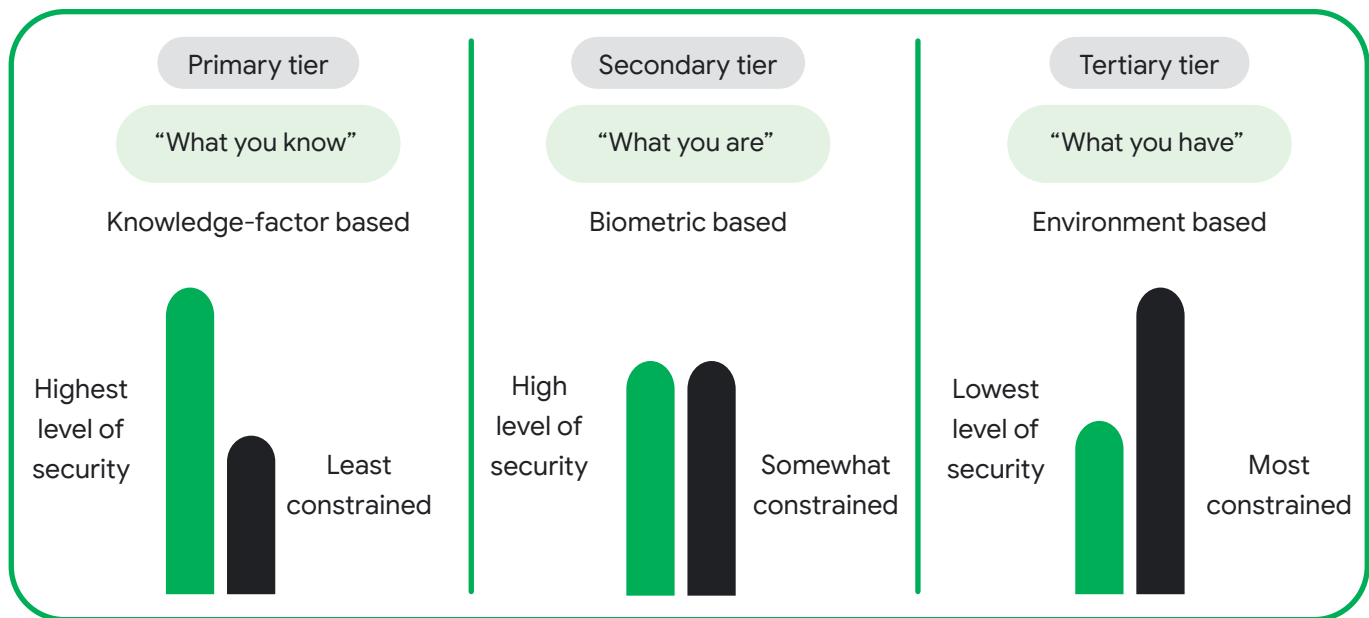 Primary tier
“What you know”
Knowledge-factor based
Highest
level of
security
Least
constrained
Secondary tier
“What you are”
Biometric based
High
level of
security
Somewhat
constrained
Tertiary tier
“What you have”
Environment based
Lowest
level of
security
Most
constrained